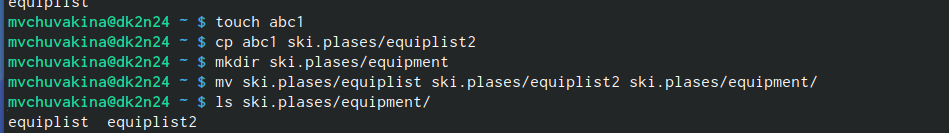 equiplist
mvchuvakina@dk2n24 ~ $ touch abc1
mvchuvakina@dk2n24 ~ $ cp abc1 ski.plases/equiplist2
mvchuvakina@dk2n24 ~ $ mkdir ski.plases/equipment
mvchuvakina@dk2n24 ~ $ mv ski.plases/equiplist ski.plases/equiplist2 ski.plases/equipment/
mvchuvakina@dk2n24 ~ $ ls ski.plases/equipment/
equiplist  equiplist2